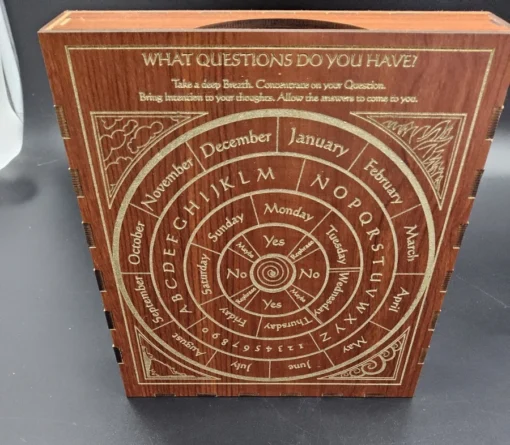 WHAT QUESTIONS DO YOU HAVE?
Take a deep Breath. Concentrate on your Question.
Bring intention to your thoughts. Allow the answers to come to you.
January
February
March
April
May
June
July
August
September
October
November
December
A B C D E F G H I J K L M
N O P Q R S T U V W X Y Z
1 2 3 4 5 6 7 8 9 0
Sunday
Monday
Tuesday
Wednesday
Thursday
Friday
Saturday
Maybe
Yes
Rephrase
No
Maybe
Yes
Rephrase
No